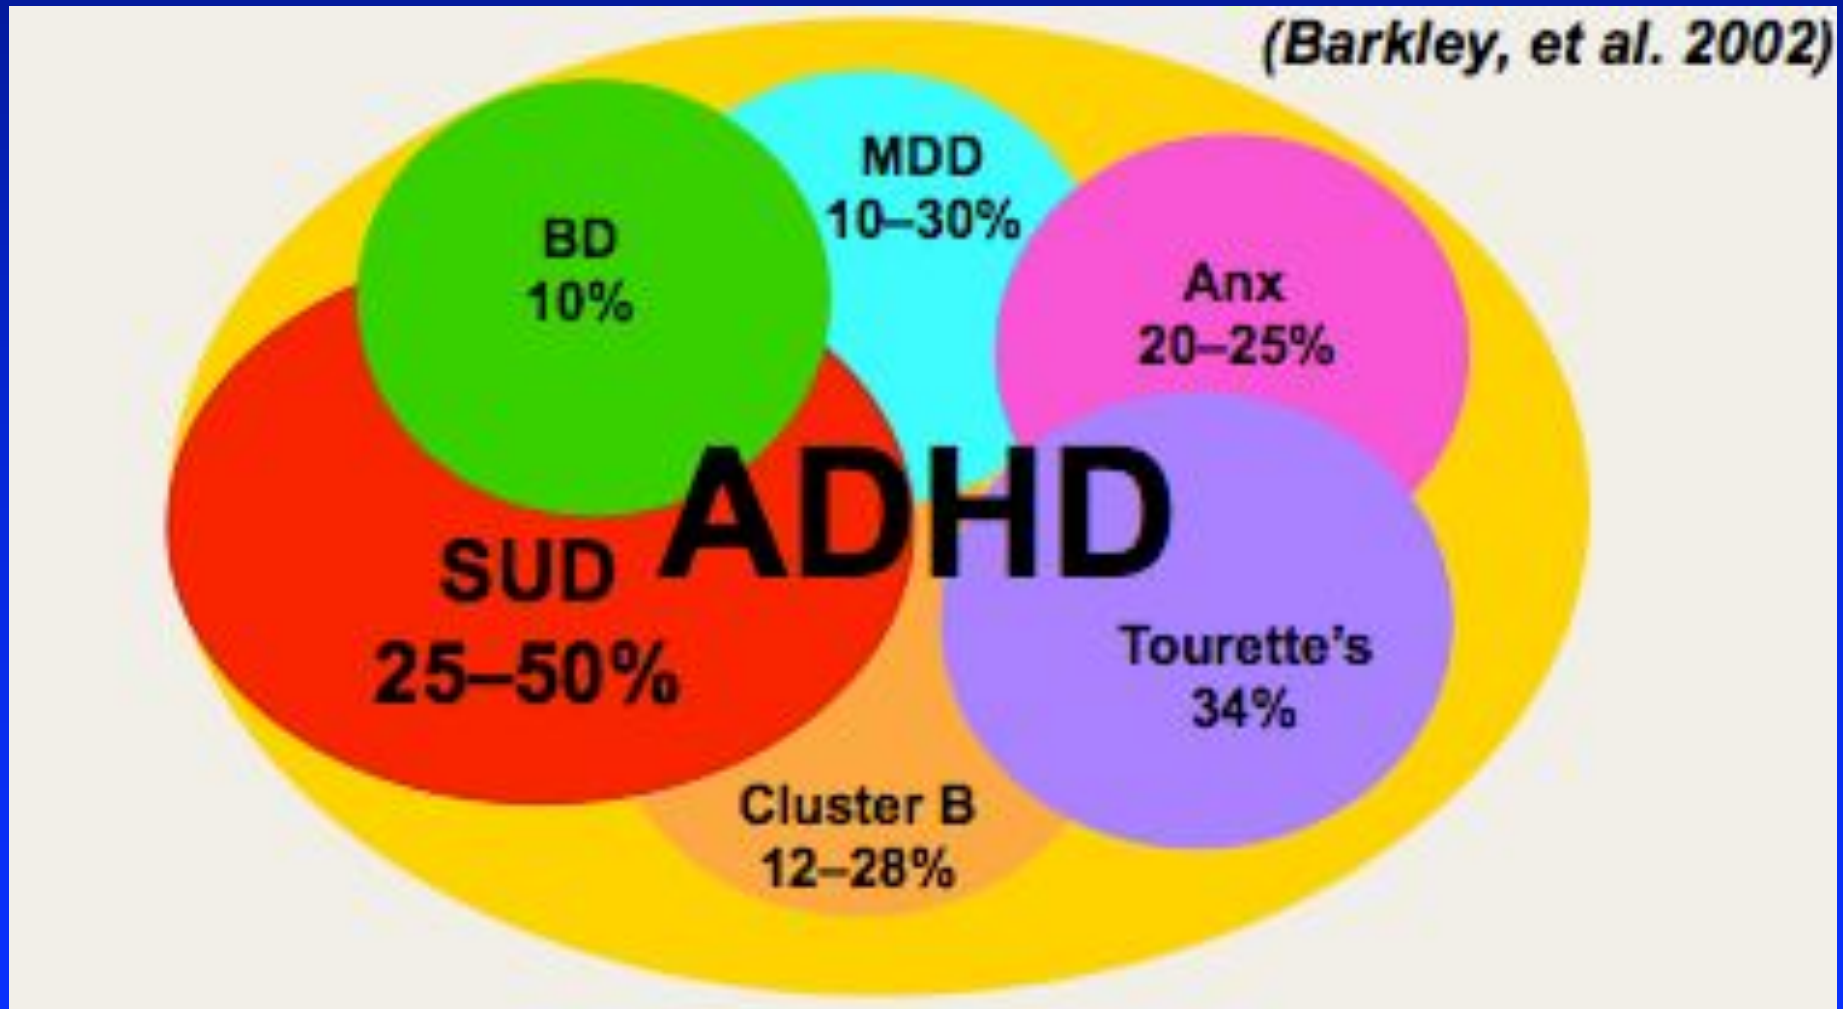 (Barkley, et al. 2002)
MDD
10–30%
BD
10%
Anx
20–25%
ADHD
SUD
25–50%
Tourette's
34%
Cluster B
12–28%